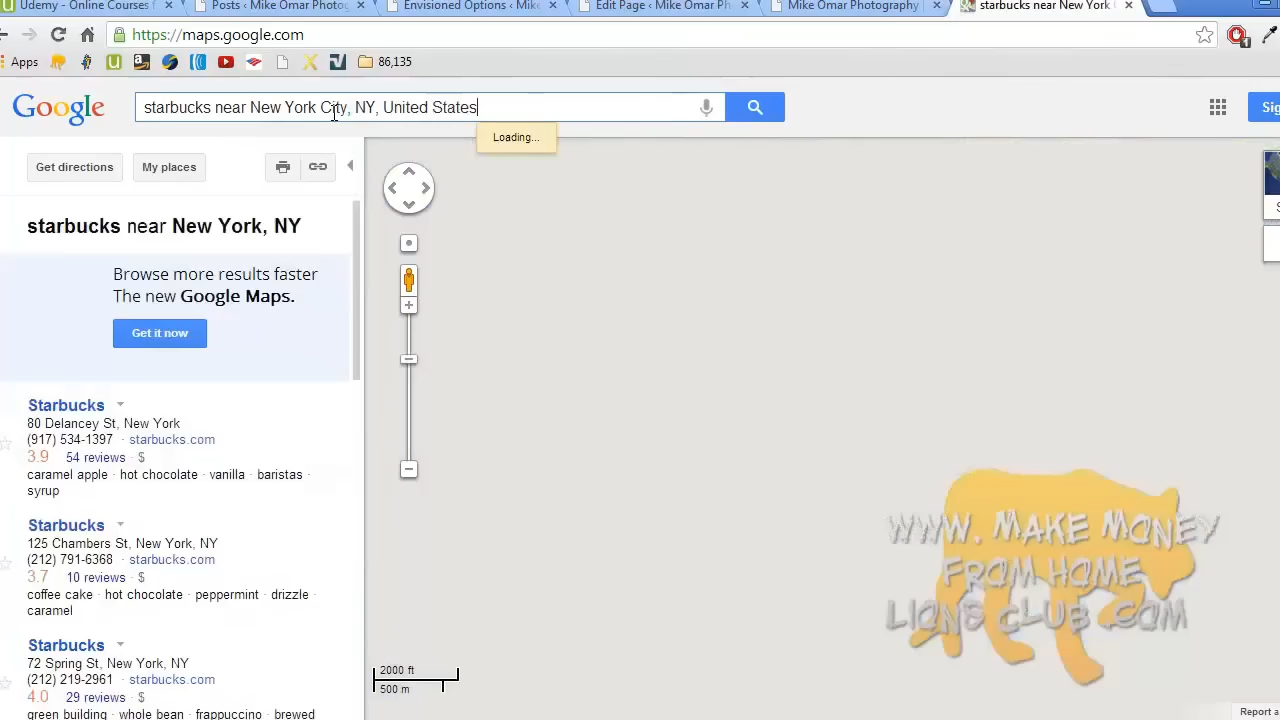 Udemy - Online Courses
Posts ‹ Mike Omar Photog
Envisioned Options ‹ Mike
Edit Page ‹ Mike Omar Ph
Mike Omar Photography
starbucks near New York
https://maps.google.com
Apps
86,135
Google
starbucks near New York City, NY, United States
Loading...
Get directions
My places
starbucks near New York, NY
Browse more results faster
The new Google Maps.
Get it now
Starbucks
80 Delancey St, New York
(917) 534-1397 · starbucks.com
3.9 54 reviews · $
caramel apple · hot chocolate · vanilla · baristas ·
syrup
Starbucks
125 Chambers St, New York, NY
(212) 791-6368 · starbucks.com
3.7 10 reviews · $
coffee cake · hot chocolate · peppermint · drizzle ·
caramel
Starbucks
72 Spring St, New York, NY
(212) 219-2961 · starbucks.com
4.0 29 reviews · $
green building · whole bean · frappuccino · brewed
2000 ft
500 m
WWW. MAKE MONEY
FROM HOME
LIONS CLUB .COM
Report a